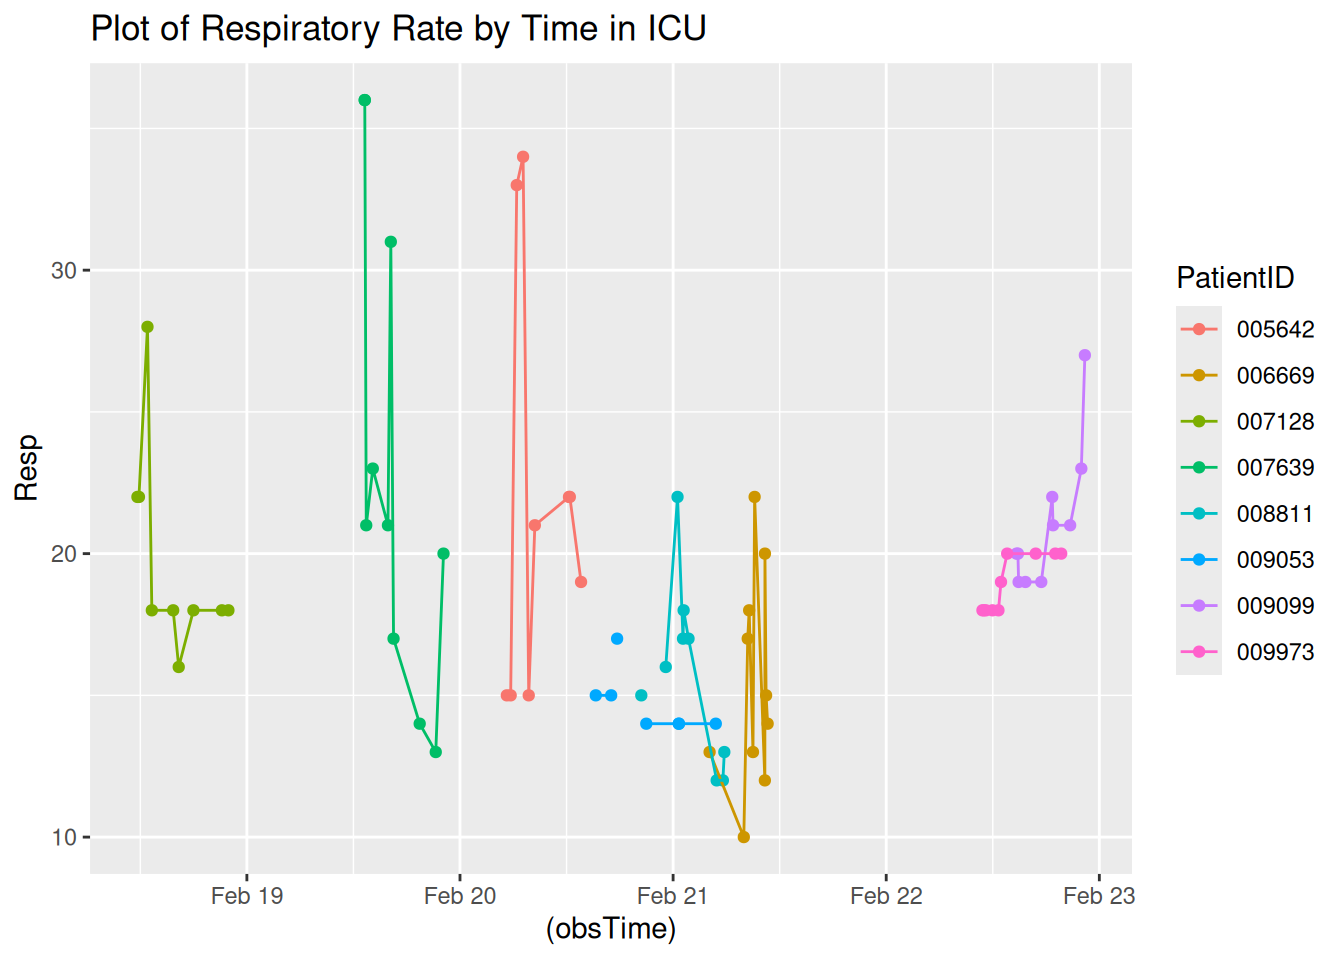 Plot of Respiratory Rate by Time in ICU
Resp
30
20
10
Feb 19
Feb 20
Feb 21
Feb 22
Feb 23
(obsTime)
PatientID
005642
006669
007128
007639
008811
009053
009099
009973